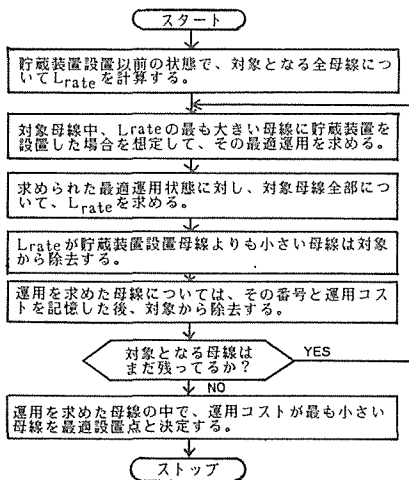 スタート
貯蔵装置設置以前の状態で、対象となる全母線につ
いてLrateを計算する。
対象母線中、Lrateの最も大きい母線に貯蔵装置を
設置した場合を想定して、その最適運用を求める。
求められた最適運用状態に対し、対象母線全部につ
いて、Lrateを求める。
Lrateが貯蔵装置設置母線よりも小さい母線は対象
から除去する。
運用を求めた母線については、その番号と運用コス
トを記憶した後、対象から除去する。
対象となる母線は
まだ残ってるか?
YES
NO
運用を求めた母線の中で、運用コストが最も小さい
母線を最適設置点と決定する。
ストップ